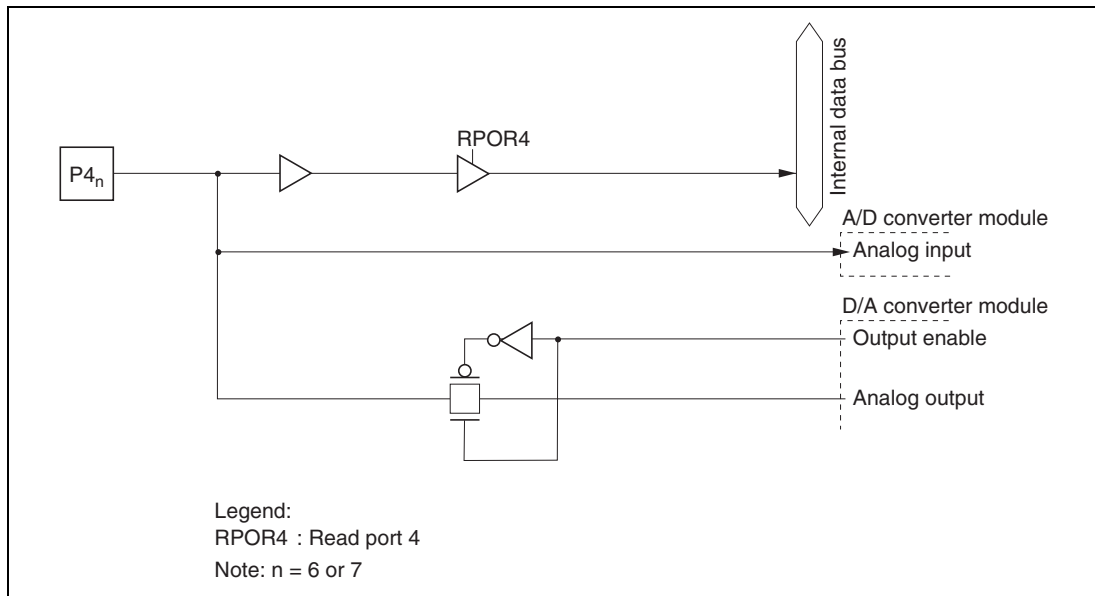 RPOR4
P4n
Internal data bus
A/D converter module
Analog input
D/A converter module
Output enable
Analog output
Legend:
RPOR4 : Read port 4
Note: n = 6 or 7